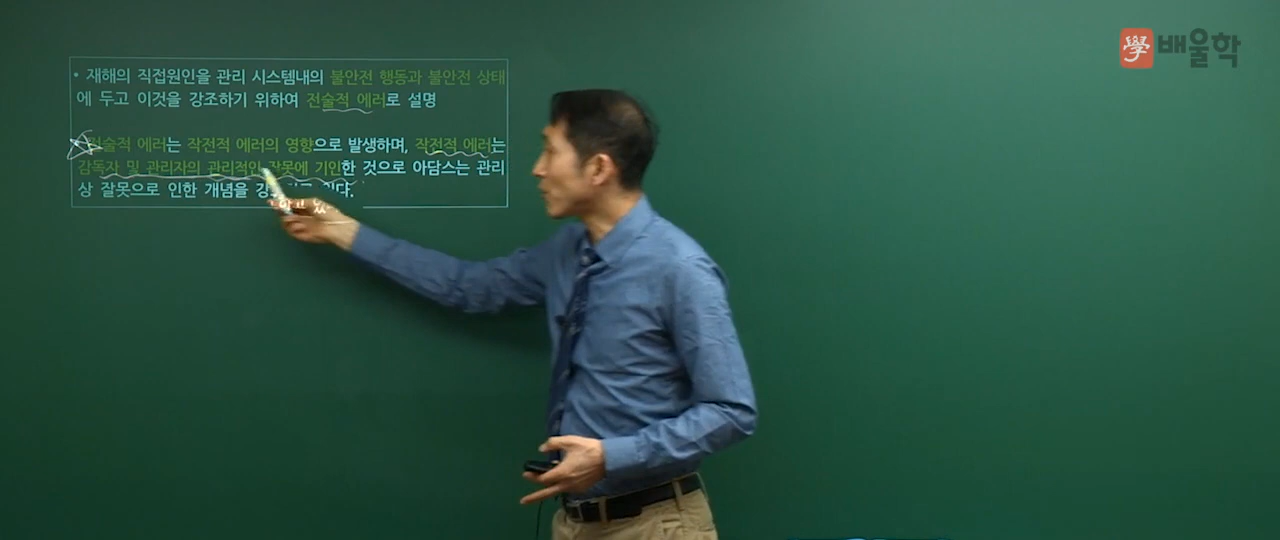 學 배울학
• 재해의 직접원인을 관리 시스템내의 불안전 행동과 불안전 상태
에 두고 이것을 강조하기 위하여 전술적 에러로 설명
전술적 에러는 작전적 에러의 영향으로 발생하며, 작전적 에러는
감독자 및 관리자의 관리적인 잘못에 기인한 것으로 아담스는 관리
상 잘못으로 인한 개념을